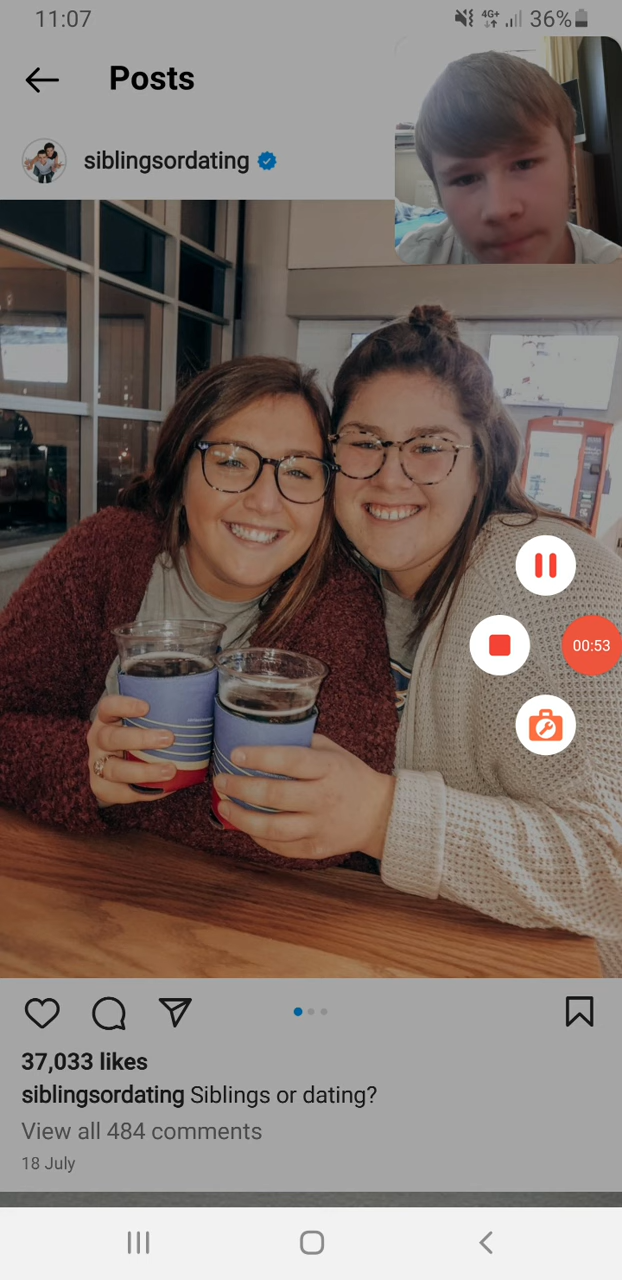 11:07
4G+ 36%
Posts
siblingsordating
00:53
37,033 likes
siblingsordating Siblings or dating?
View all 484 comments
18 July